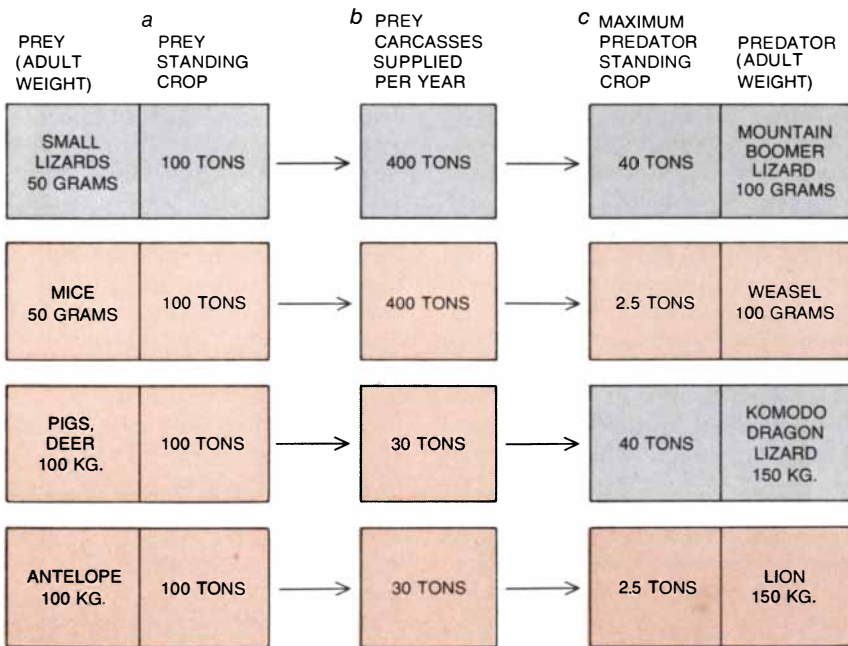 a
b
c
PREY
(ADULT
WEIGHT)
PREY
STANDING
CROP
PREY
CARCASSES
SUPPLIED
PER YEAR
MAXIMUM
PREDATOR
STANDING
CROP
PREDATOR
(ADULT
WEIGHT)
SMALL
LIZARDS
50 GRAMS
100 TONS
400 TONS
40 TONS
MOUNTAIN
BOOMER
LIZARD
100 GRAMS
MICE
50 GRAMS
100 TONS
400 TONS
2.5 TONS
WEASEL
100 GRAMS
PIGS,
DEER
100 KG.
100 TONS
30 TONS
40 TONS
KOMODO
DRAGON
LIZARD
150 KG.
ANTELOPE
100 KG.
100 TONS
30 TONS
2.5 TONS
LION
150 KG.